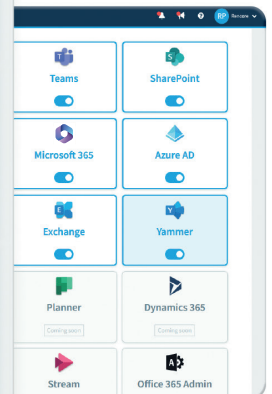 RP Rencore
Teams SharePoint
Microsoft 365 Azure AD
Exchange Yammer
Planner Dynamics 365
Coming soon Coming soon
Stream Office 365 Admin